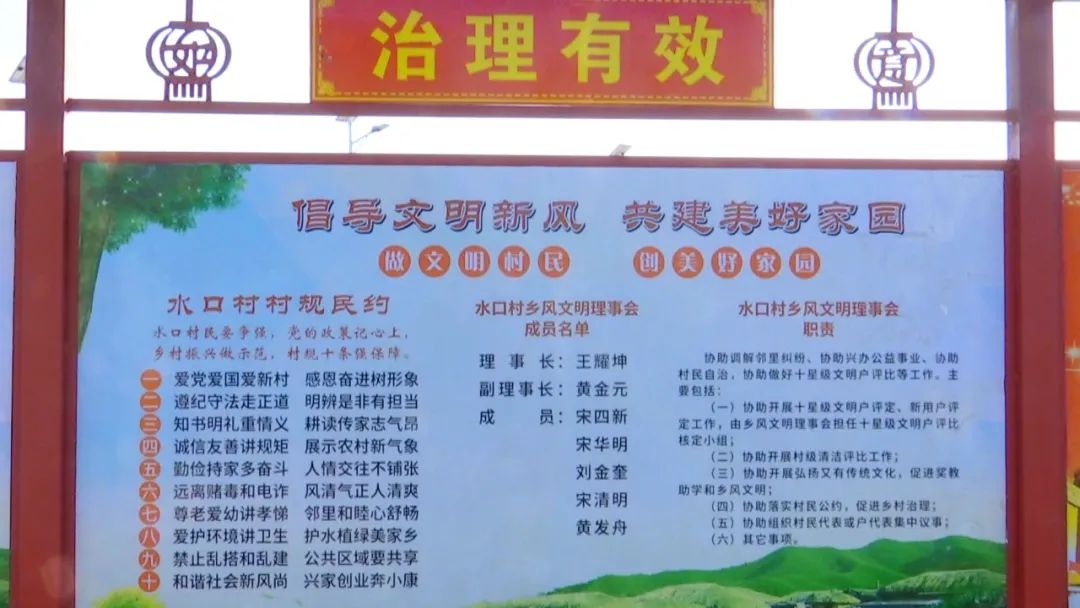 治理有效
倡导文明新风 共建美好家园
做文明村民 创美好家园
水口村村规民约
水口村民要争强，党的政策记心上，
乡村振兴做示范，村规十条强保障。
一 爱党爱国爱新村 感恩奋进树形象
二 遵纪守法走正道 明辨是非有担当
三 知书明礼重情义 耕读传家志气昂
四 诚信友善讲规矩 展示农村新气象
五 勤俭持家多奋斗 人情交往不铺张
六 远离赌毒和电诈 风清气正人清爽
七 尊老爱幼讲孝悌 邻里和睦心舒畅
八 爱护环境讲卫生 护水植绿美家乡
九 禁止乱搭和乱建 公共区域要共享
十 和谐社会新风尚 兴家创业奔小康
水口村乡风文明理事会
成员名单
理事长：王耀坤
副理事长：黄金元
成员：宋四新
宋华明
刘金奎
宋清明
黄发舟
水口村乡风文明理事会
职责
协助调解邻里纠纷、协助兴办公益事业、协助
村民自治，协助做好十星级文明户评比等工作。主
要包括：
（一）协助开展十星级文明户评定、新用户评
定工作，由乡风文明理事会担任十星级文明户评比
核定小组；
（二）协助开展村级清洁评比工作；
（三）协助开展弘扬又有传统文化，促进奖教
助学和乡风文明；
（四）协助落实村民公约，促进乡村治理；
（五）协助组织村民代表或户代表集中议事；
（六）其它事项。